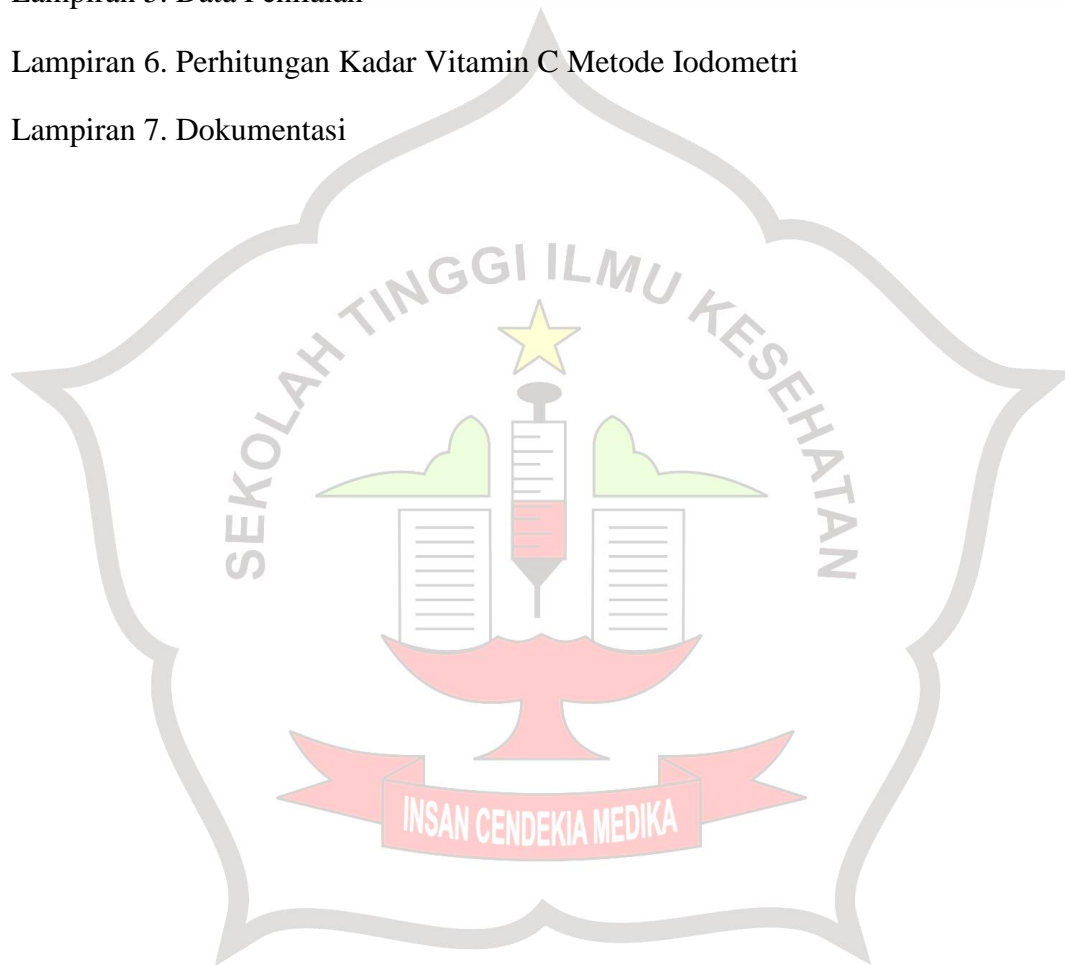 Lampiran 6. Perhitungan Kadar Vitamin C Metode Iodometri
Lampiran 7. Dokumentasi
SEKOLAH TINGGI ILMU KESEHATAN
INSAN CENDEKIA MEDIKA